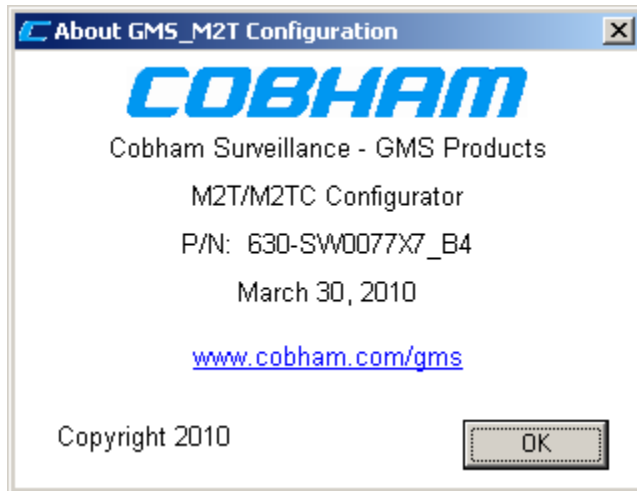 About GMS_M2T Configuration
COBHAM
Cobham Surveillance - GMS Products
M2T/M2TC Configurator
P/N: 630-SW0077X7_B4
March 30, 2010
www.cobham.com/gms
Copyright 2010
OK